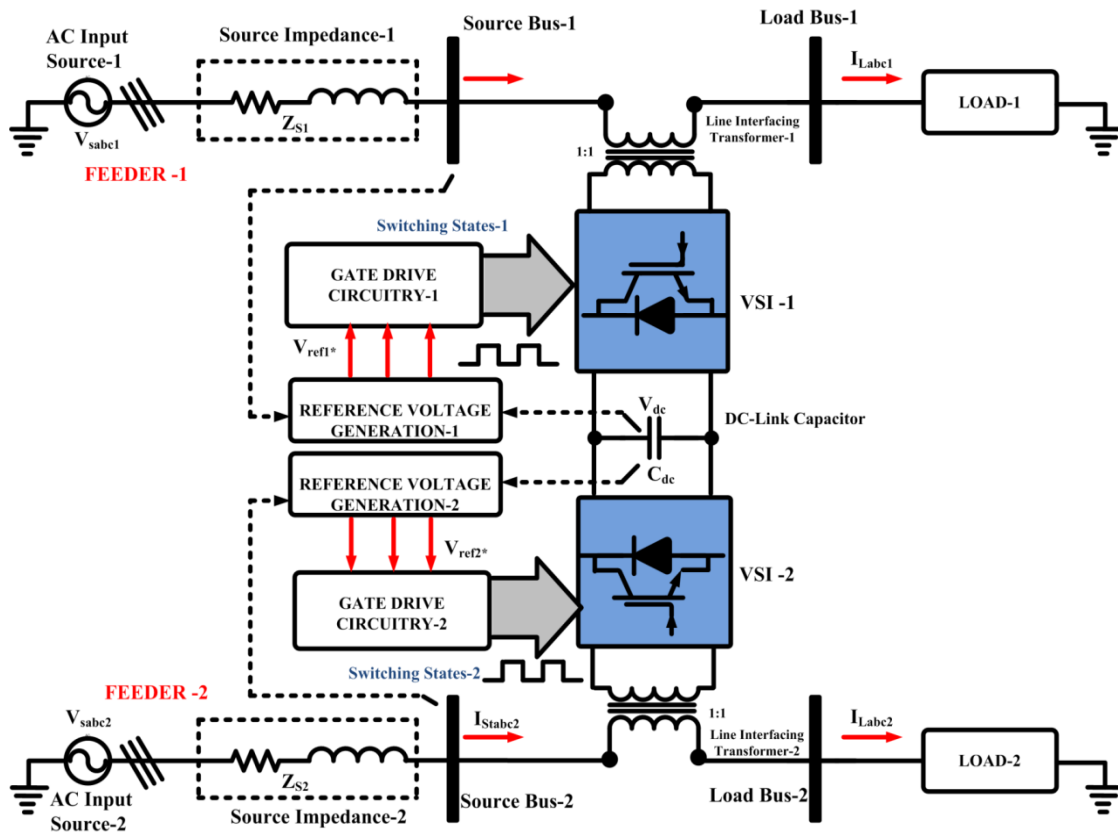 AC Input
Source-1
Source Impedance-1
Source Bus-1
Load Bus-1
I_Labc1
Z_S1
V_sabc1
LOAD-1
Line Interfacing
Transformer-1
1:1
FEEDER -1
Switching States-1
GATE DRIVE
CIRCUITRY-1
VSI -1
V_ref1*
REFERENCE VOLTAGE
GENERATION-1
V_dc
DC-Link Capacitor
C_dc
REFERENCE VOLTAGE
GENERATION-2
V_ref2*
VSI -2
GATE DRIVE
CIRCUITRY-2
Switching States-2
FEEDER -2
V_sabc2
I_Stabc2
1:1
Line Interfacing
Transformer-2
I_Labc2
LOAD-2
Z_S2
AC Input
Source-2
Source Impedance-2
Source Bus-2
Load Bus-2